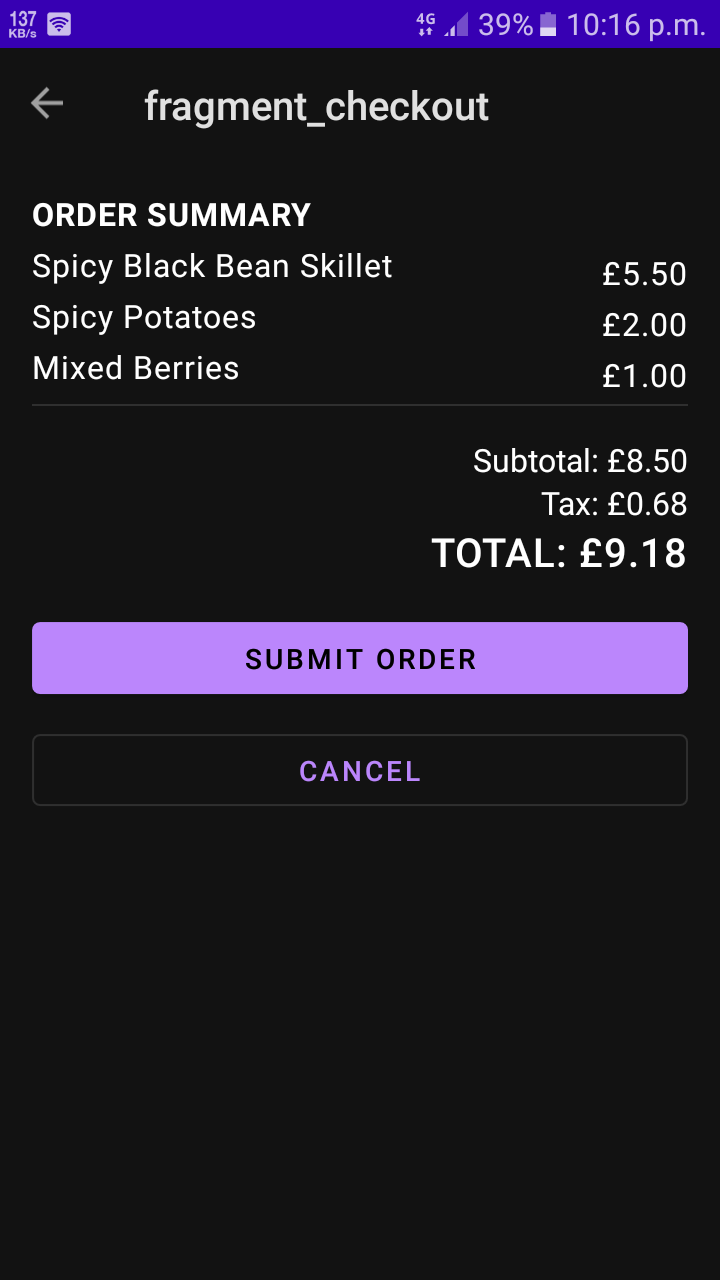 137
KB/s
4G 39% 10:16 p.m.
fragment_checkout
ORDER SUMMARY
Spicy Black Bean Skillet £5.50
Spicy Potatoes £2.00
Mixed Berries £1.00
Subtotal: £8.50
Tax: £0.68
TOTAL: £9.18
SUBMIT ORDER
CANCEL